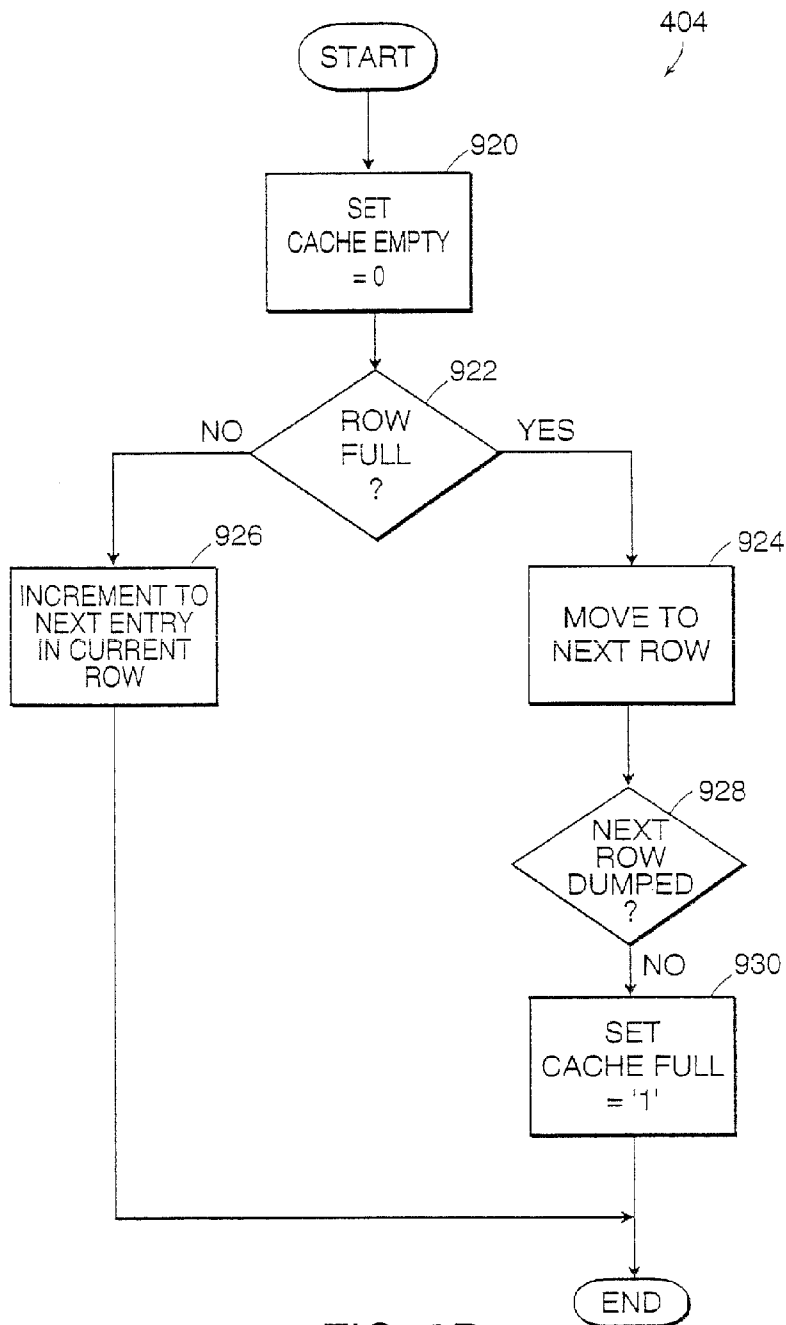 404
START
920
SET
CACHE EMPTY
= 0
922
ROW
FULL
?
NO
YES
926
INCREMENT TO
NEXT ENTRY
IN CURRENT
ROW
924
MOVE TO
NEXT ROW
928
NEXT
ROW
DUMPED
?
NO
930
SET
CACHE FULL
= '1'
END